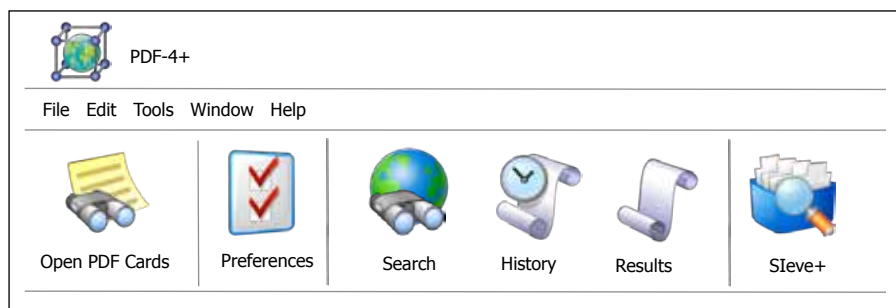 PDF-4+
File Edit Tools Window Help
Open PDF Cards Preferences Search History Results SIeve+